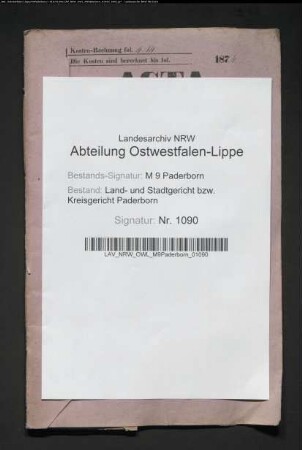 Kosten-Rechnung fol.
Die Kosten sind berechnet bis fol.
187
ACTA
Landesarchiv NRW
Abteilung Ostwestfalen-Lippe
Bestands-Signatur: M 9 Paderborn
Bestand: Land- und Stadtgericht bzw.
Kreisgericht Paderborn
Signatur: Nr. 1090
LAV_NRW_OWL_M9Paderborn_01090